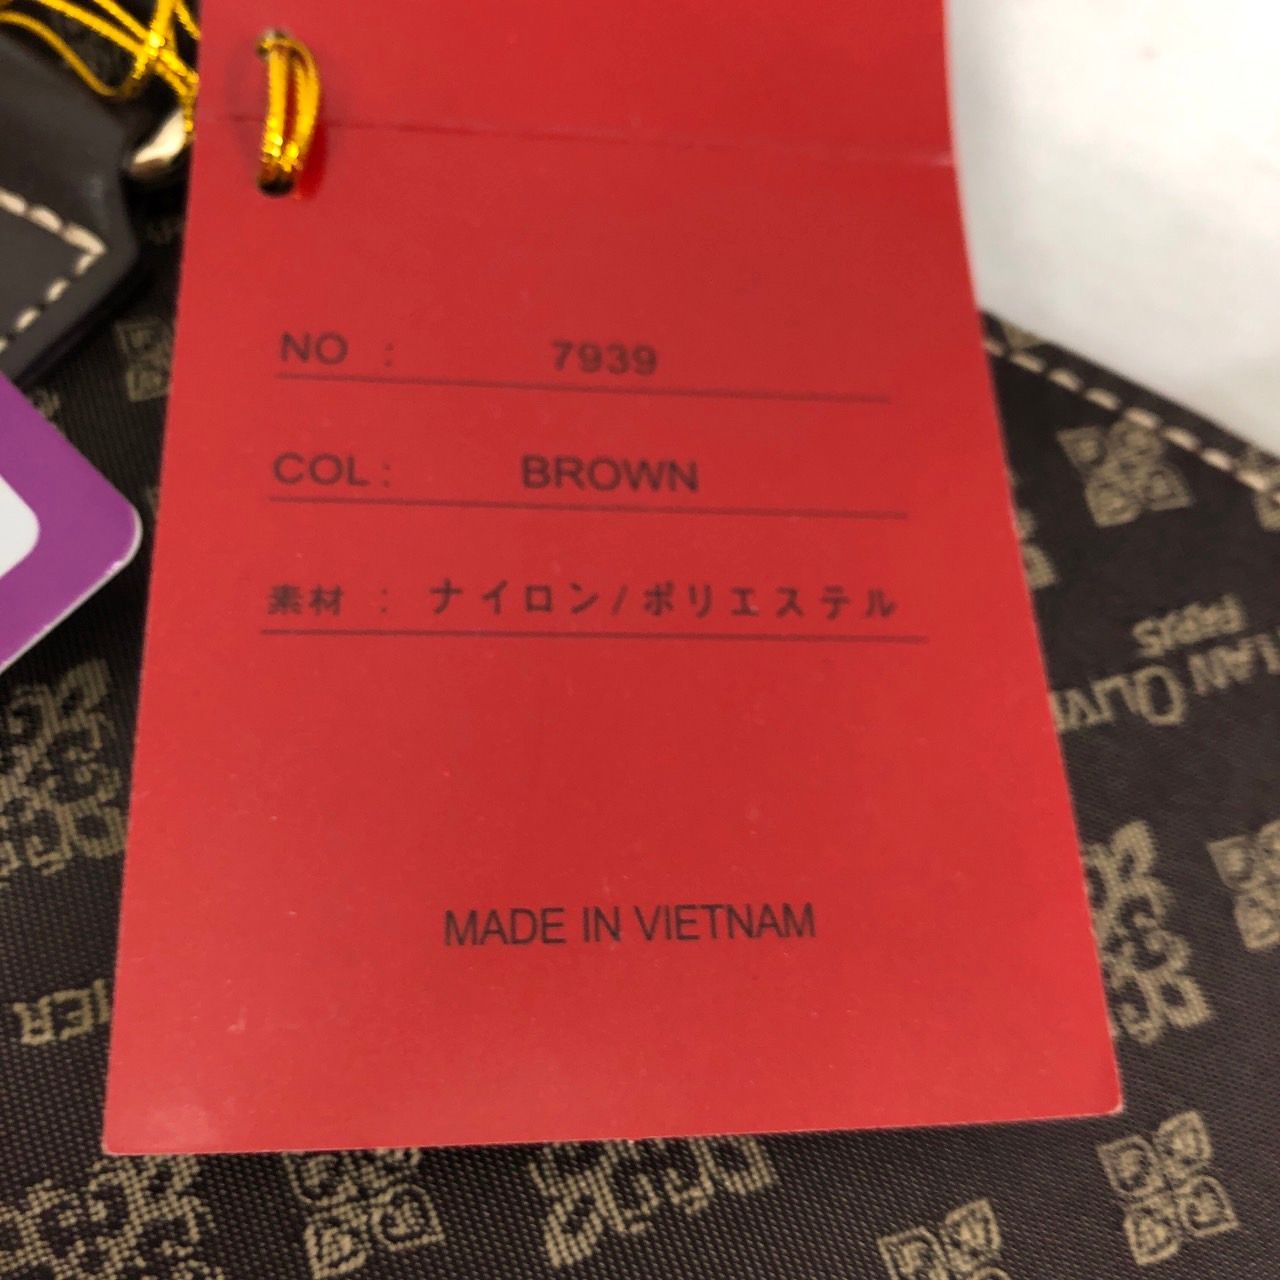 NO : 7939
COL : BROWN
素材 : ナイロン/ポリエステル
MADE IN VIETNAM
PARIS